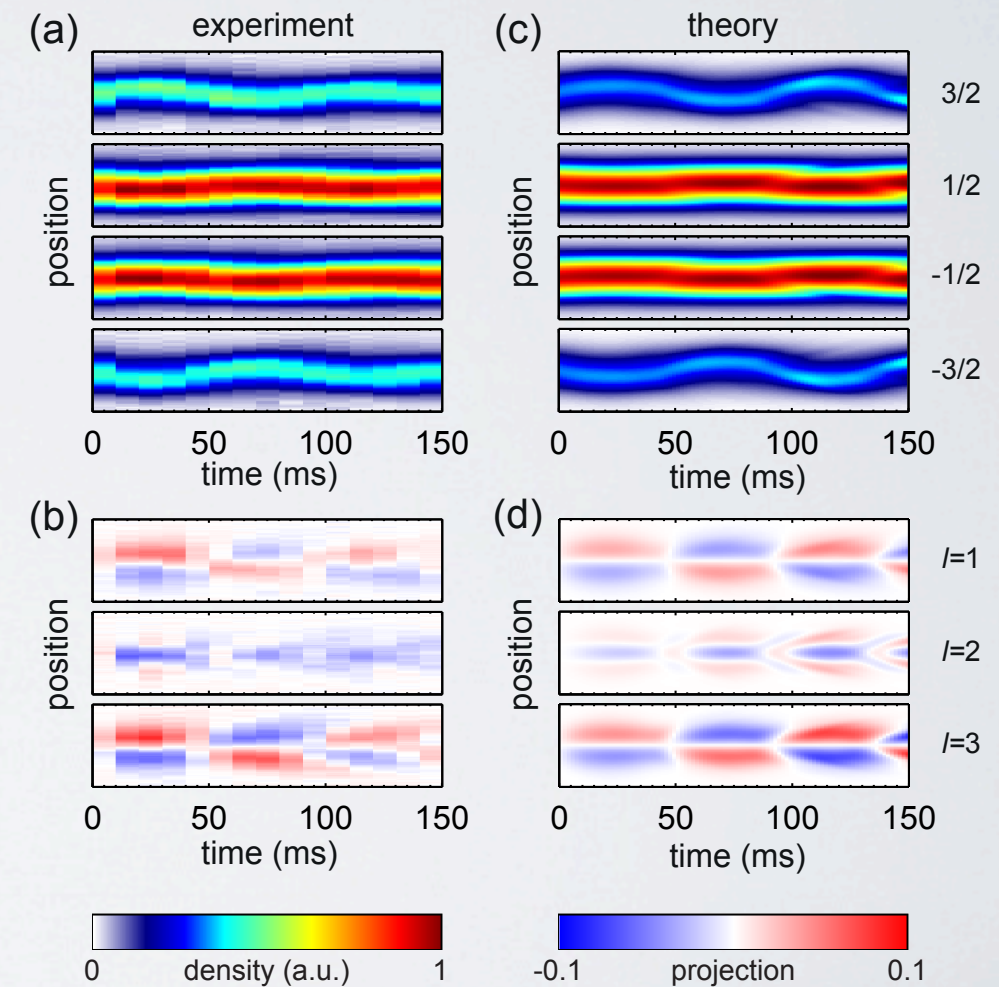 (a) experiment
(c) theory
position
3/2
1/2
-1/2
-3/2
position
0 50 100 150
time (ms)
0 50 100 150
time (ms)
(b)
(d)
position
l=1
l=2
l=3
position
0 50 100 150
time (ms)
0 50 100 150
time (ms)
0 density (a.u.) 1
-0.1 projection 0.1